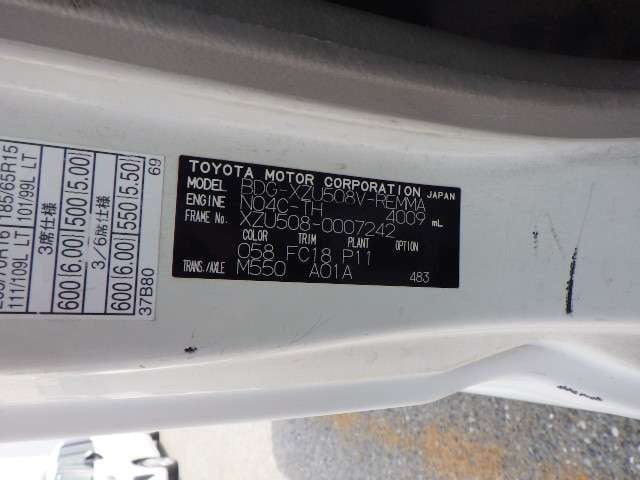 TOYOTA MOTOR CORPORATION JAPAN
MODEL BDG-XZU508V-REMMA
ENGINE N04C-TH 4009 mL
FRAME No. XZU508-0007242
COLOR TRIM PLANT OPTION
058 FC18 P11
TRANS./AXLE M550 A01A 483
185/65R15
101/99L LT
111/109L LT
3席仕様
600(6.00) 500(5.00)
3/6席仕様
600(6.00) 550(5.50)
37B80 69